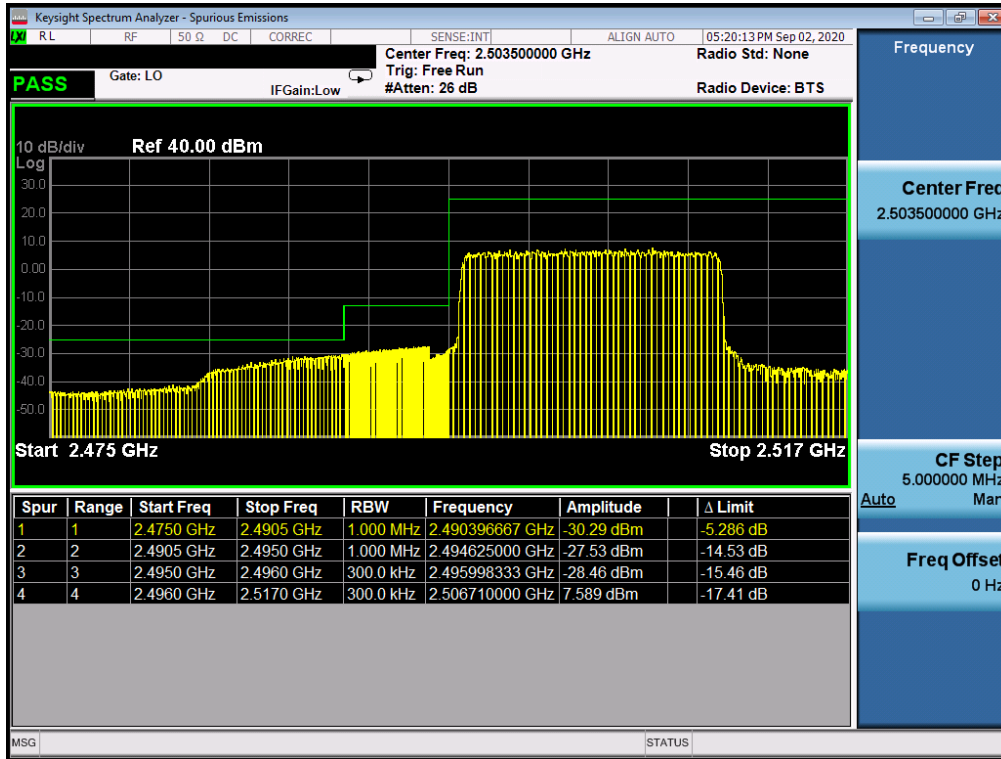 Keysight Spectrum Analyzer - Spurious Emissions
LXI RL RF 50 Ω DC CORREC SENSE:INT ALIGN AUTO 05:20:13 PM Sep 02, 2020
Center Freq: 2.503500000 GHz Radio Std: None
PASS Gate: LO Trig: Free Run
IFGain:Low #Atten: 26 dB Radio Device: BTS
10 dB/div Ref 40.00 dBm
Log
30.0
20.0
10.0
0.00
-10.0
-20.0
-30.0
-40.0
-50.0
Start 2.475 GHz Stop 2.517 GHz
Spur Range Start Freq Stop Freq RBW Frequency Amplitude Δ Limit
1 1 2.4750 GHz 2.4905 GHz 1.000 MHz 2.490396667 GHz -30.29 dBm -5.286 dB
2 2 2.4905 GHz 2.4950 GHz 1.000 MHz 2.494625000 GHz -27.53 dBm -14.53 dB
3 3 2.4950 GHz 2.4960 GHz 300.0 kHz 2.495998333 GHz -28.46 dBm -15.46 dB
4 4 2.4960 GHz 2.5170 GHz 300.0 kHz 2.506710000 GHz 7.589 dBm -17.41 dB
MSG STATUS
Frequency
Center Freq
2.503500000 GHz
CF Step
5.000000 MHz
Auto Man
Freq Offset
0 Hz